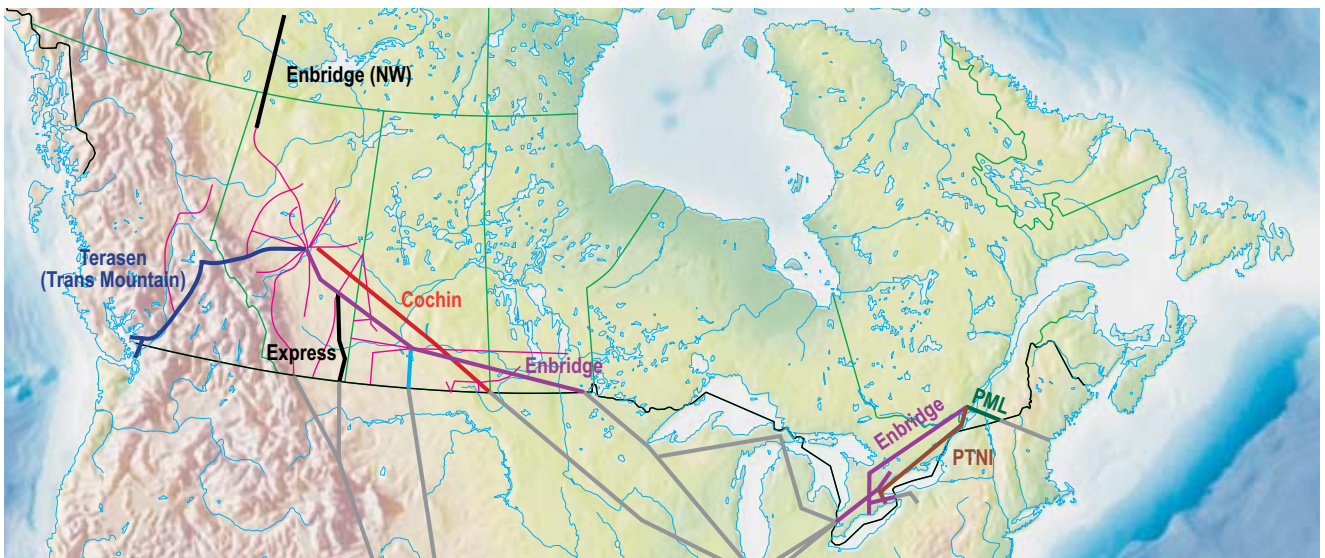 Enbridge (NW)
Terasen
(Trans Mountain)
Cochin
Express
Enbridge
Enbridge
PML
PTNI